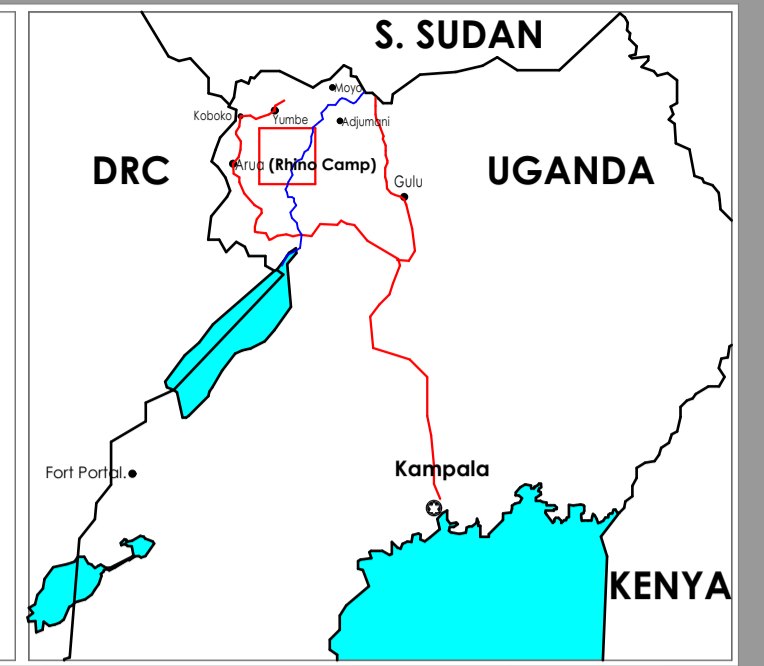 S. SUDAN
Moyo
Koboko
Yumbe
Adjumani
DRC
Arua (Rhino Camp)
UGANDA
Gulu
Fort Portal.
Kampala
KENYA